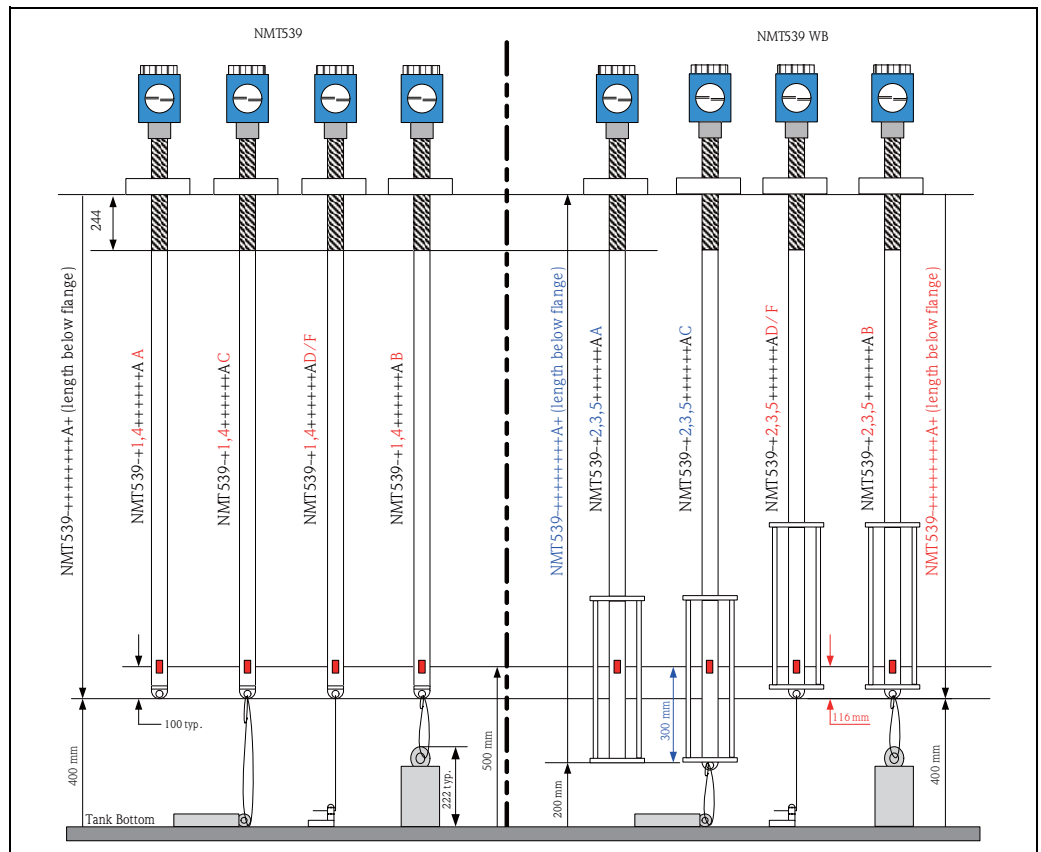 NMT539
NMT539 WB
244
NMT539-++++++++A+ (length below flange)
NMT539-+1,4++++++AA
NMT539-+1,4++++++AC
NMT539-+1,4++++++AD/F
NMT539-+1,4++++++AB
NMT539-++++++++A+ (length below flange)
NMT539-+2,3,5++++++AA
NMT539-+2,3,5++++++AC
NMT539-+2,3,5++++++AD/F
NMT539-+2,3,5++++++AB
NMT539-++++++++A+ (length below flange)
100 typ.
400 mm
222 typ.
500 mm
200 mm
300 mm
116 mm
400 mm
Tank Bottom